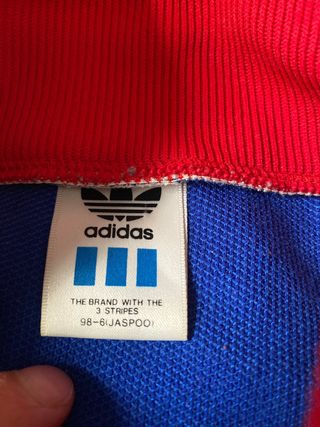 adidas
THE BRAND WITH THE
3 STRIPES
98-6(JASPOO)